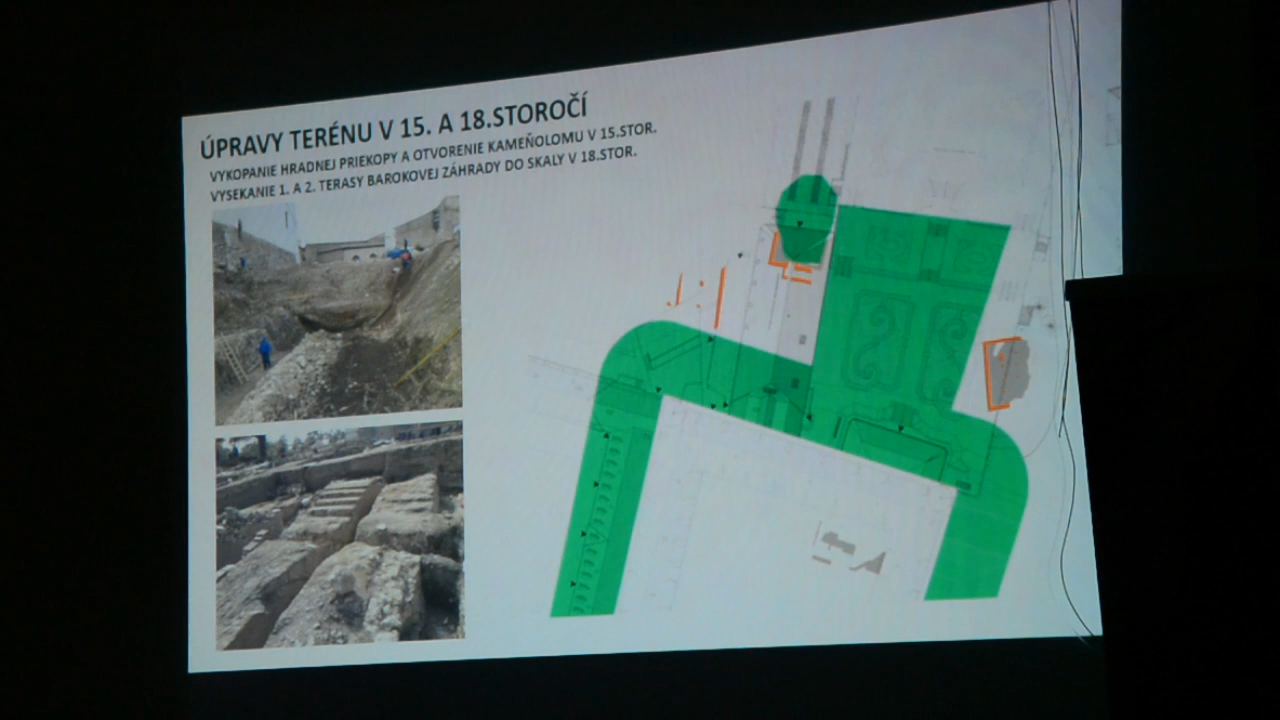 ÚPRAVY TERÉNU V 15. A 18.STOROČÍ
VYKOPANIE HRADNEJ PRIEKOPY A OTVORENIE KAMEŇOLOMU V 15.STOR.
VYSEKANIE 1. A 2. TERASY BAROKOVEJ ZÁHRADY DO SKALY V 18.STOR.